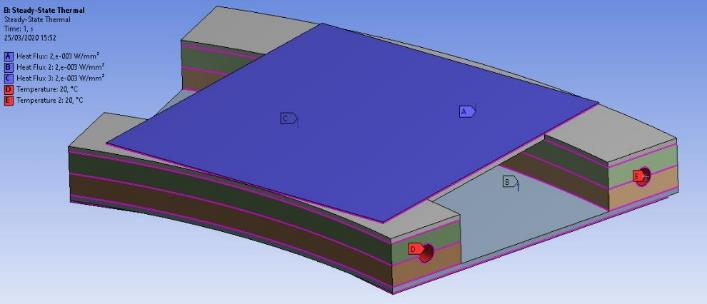 B: Steady-State Thermal
Steady-State Thermal
Time: 1, s
25/03/2020 15:52
A Heat Flux: 2,e-003 W/mm²
B Heat Flux 2: 2,e-003 W/mm²
C Heat Flux 3: 2,e-003 W/mm²
D Temperature: 20, °C
E Temperature 2: 20, °C
C
A
B
E
D